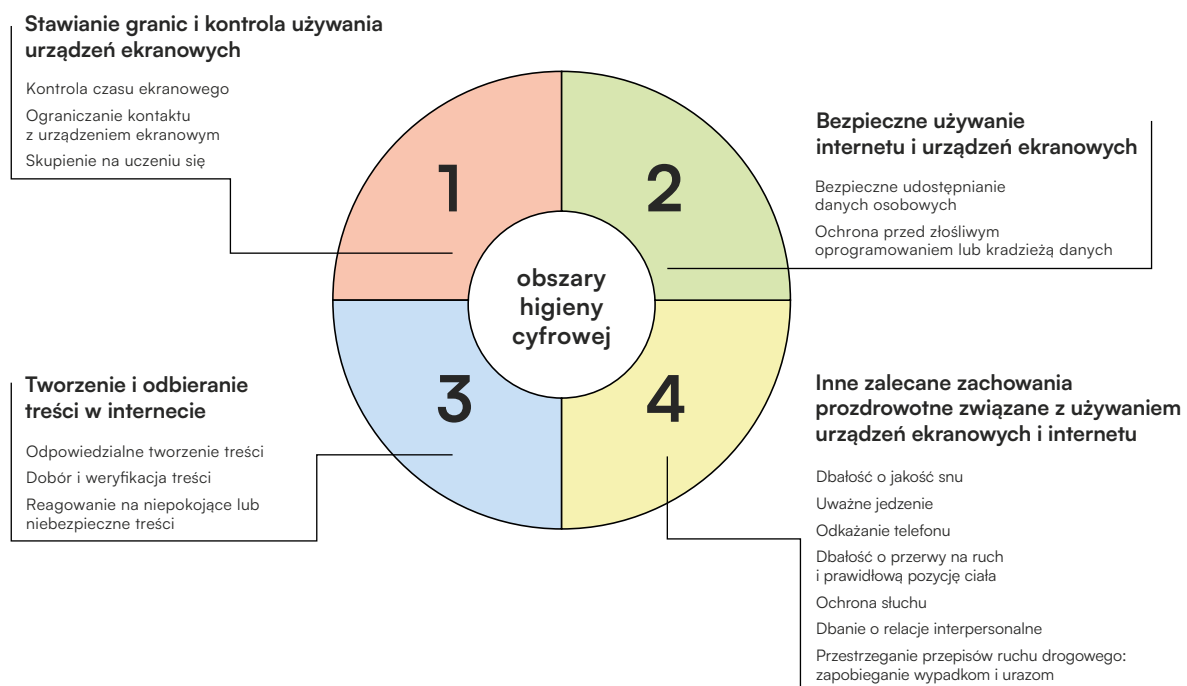 Stawianie granic i kontrola używania
urządzeń ekranowych
Kontrola czasu ekranowego
Ograniczanie kontaktu
z urządzeniem ekranowym
Skupienie na uczeniu się
1
2
Bezpieczne używanie
internetu i urządzeń ekranowych
Bezpieczne udostępnianie
danych osobowych
Ochrona przed złośliwym
oprogramowaniem lub kradzieżą danych
obszary
higieny
cyfrowej
Tworzenie i odbieranie
treści w internecie
Odpowiedzialne tworzenie treści
Dobór i weryfikacja treści
Reagowanie na niepokojące lub
niebezpieczne treści
3
4
Inne zalecane zachowania
prozdrowotne związane z używaniem
urządzeń ekranowych i internetu
Dbałość o jakość snu
Uważne jedzenie
Odkażanie telefonu
Dbałość o przerwy na ruch
i prawidłową pozycję ciała
Ochrona słuchu
Dbanie o relacje interpersonalne
Przestrzeganie przepisów ruchu drogowego:
zapobieganie wypadkom i urazom